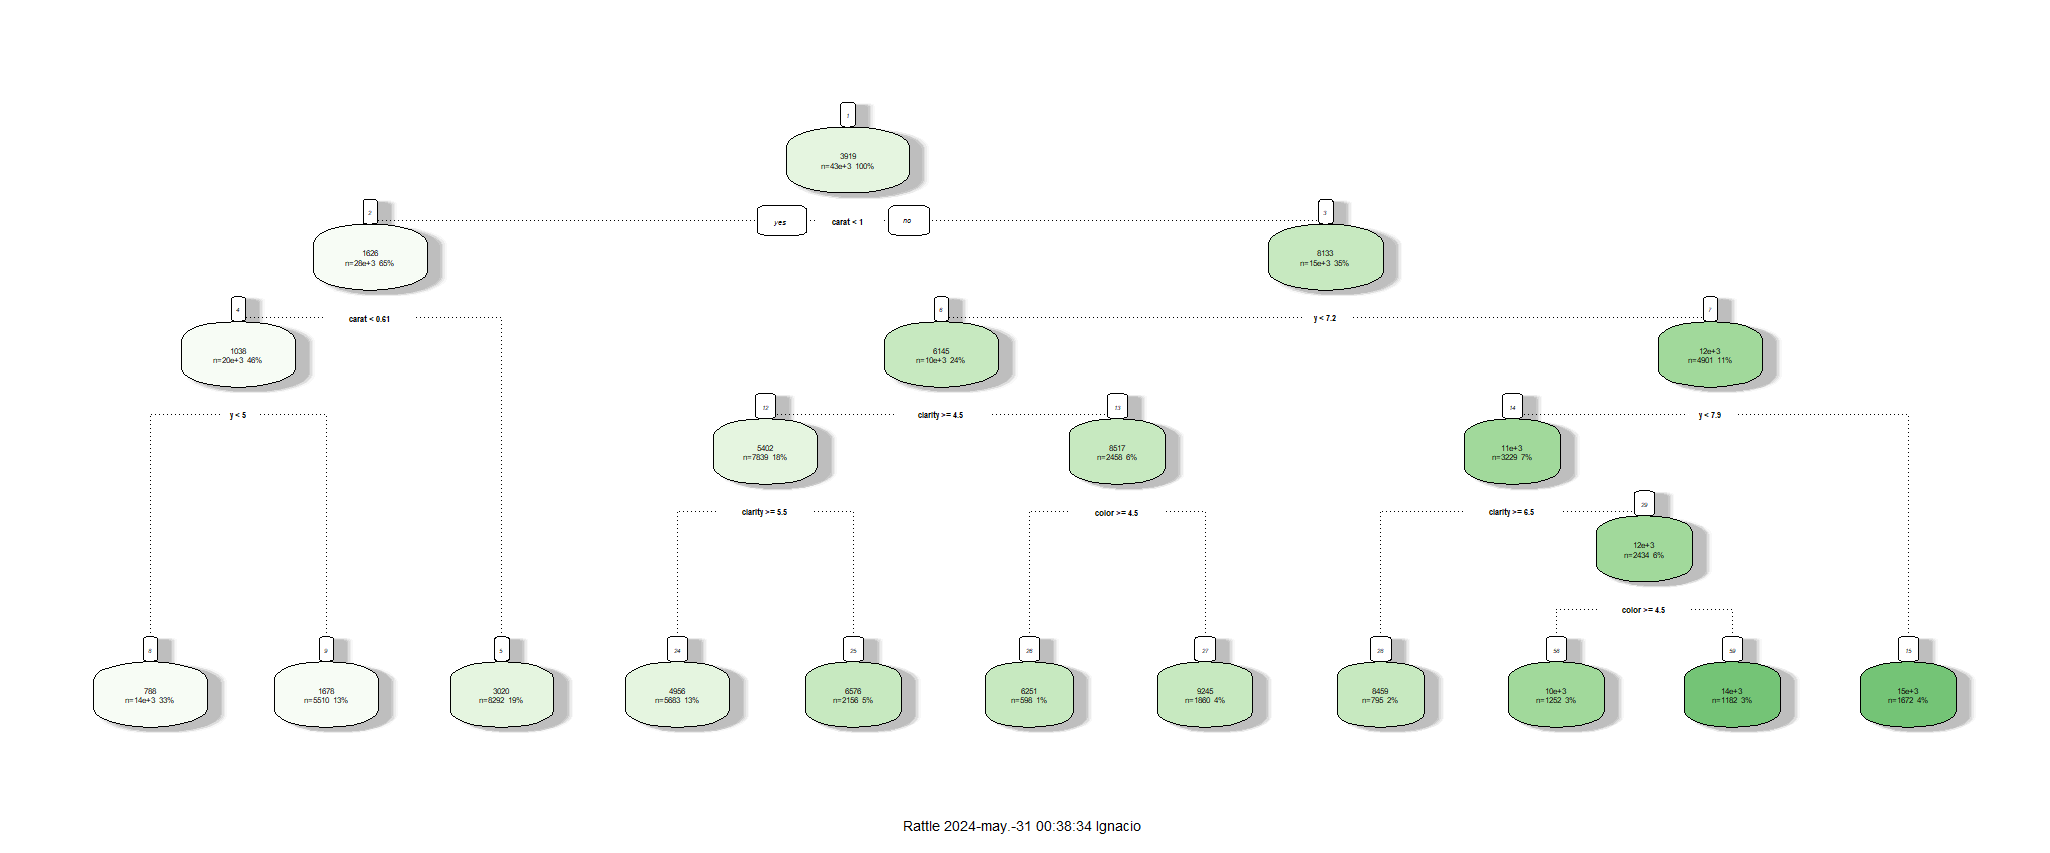 1
3919
n=43e+3 100%
yes
carat < 1
no
2
1626
n=28e+3 65%
3
8133
n=15e+3 35%
carat < 0.61
y < 7.2
4
1038
n=20e+3 46%
6
6145
n=10e+3 24%
7
12e+3
n=4901 11%
y < 5
clarity >= 4.5
y < 7.9
12
5402
n=7839 18%
13
8517
n=2458 6%
14
11e+3
n=3229 7%
clarity >= 5.5
color >= 4.5
clarity >= 6.5
29
12e+3
n=2434 6%
color >= 4.5
8
788
n=14e+3 33%
9
1678
n=5510 13%
5
3020
n=8292 19%
24
4956
n=5683 13%
25
6576
n=2156 5%
26
6251
n=598 1%
27
9245
n=1860 4%
28
8459
n=795 2%
58
10e+3
n=1252 3%
59
14e+3
n=1182 3%
15
15e+3
n=1672 4%
Rattle 2024-may.-31 00:38:34 Ignacio